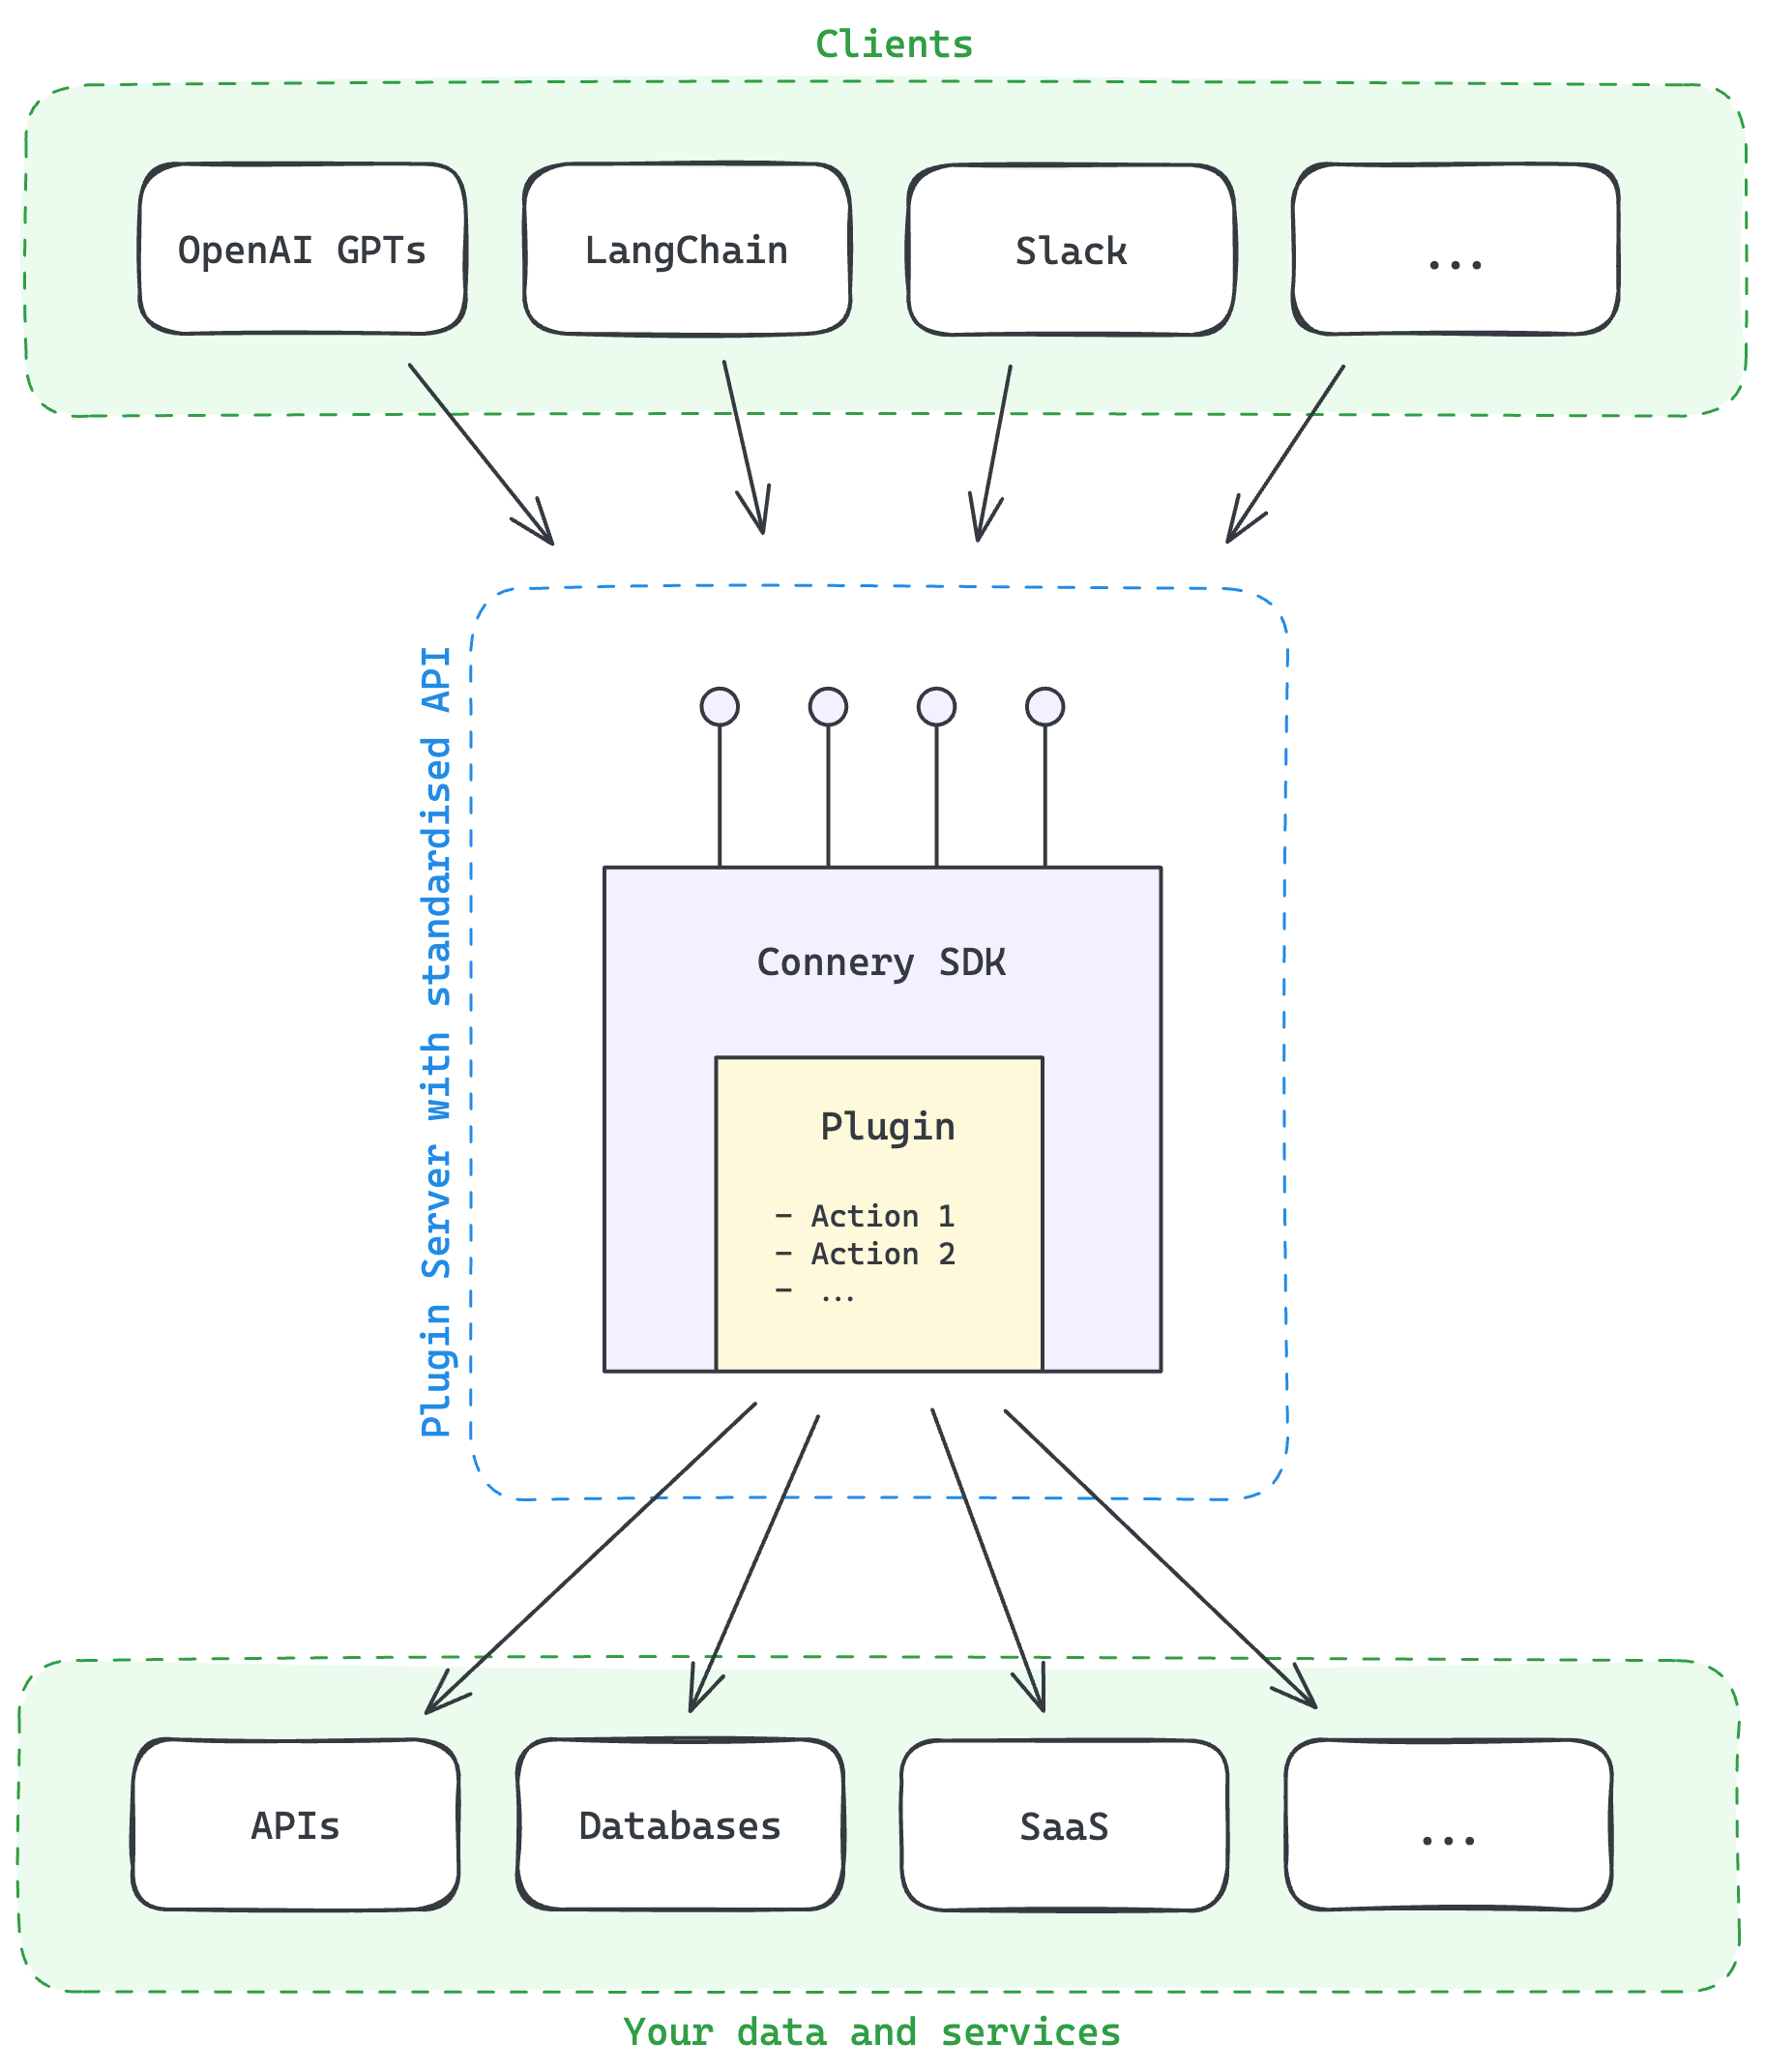 Clients
OpenAI GPTs
LangChain
Slack
...
Plugin Server with standardised API
Connery SDK
Plugin
- Action 1
- Action 2
- ...
APIs
Databases
SaaS
...
Your data and services